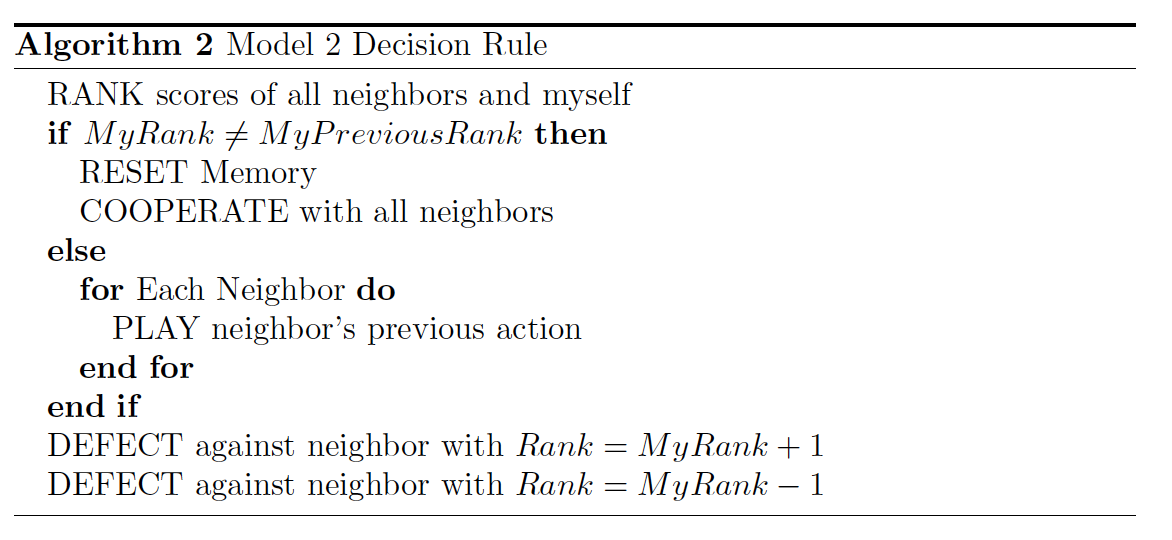 Algorithm 2 Model 2 Decision Rule
RANK scores of all neighbors and myself
if MyRank ≠ MyPreviousRank then
RESET Memory
COOPERATE with all neighbors
else
for Each Neighbor do
PLAY neighbor's previous action
end for
end if
DEFECT against neighbor with Rank = MyRank + 1
DEFECT against neighbor with Rank = MyRank − 1